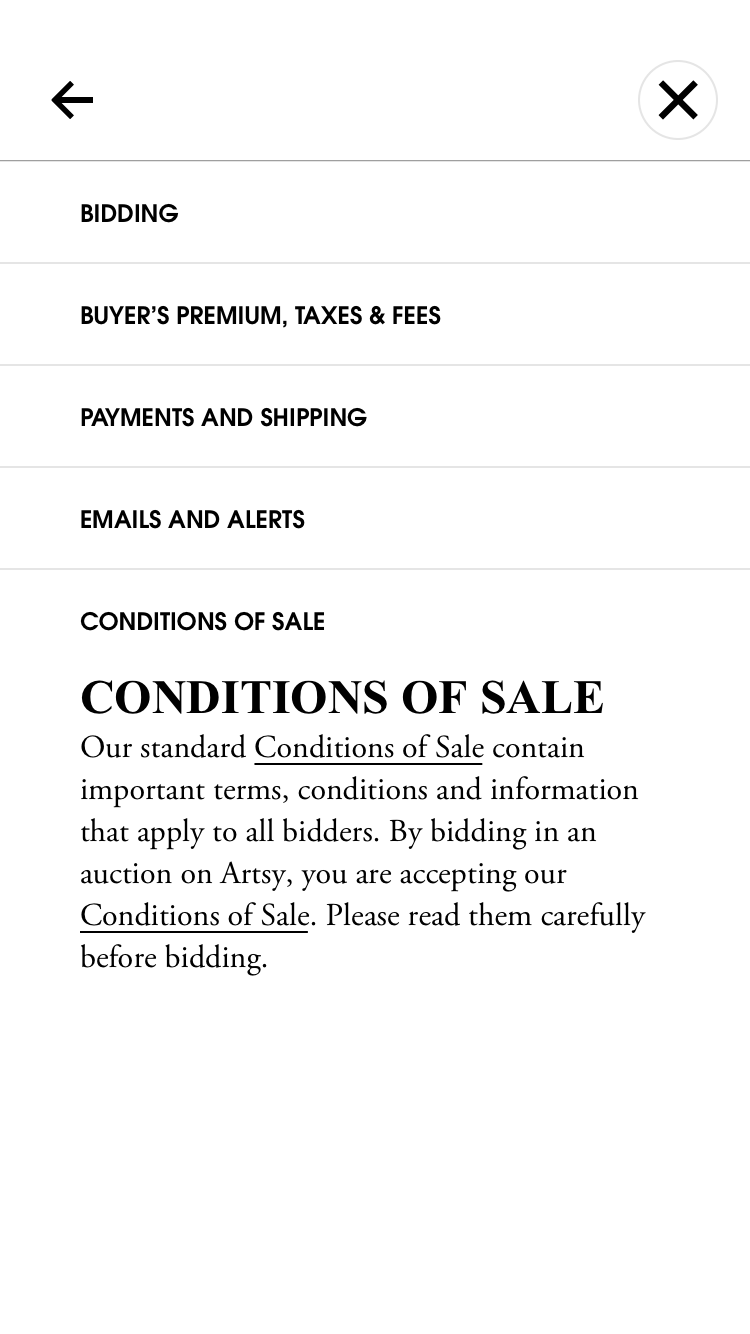 BIDDING
BUYER’S PREMIUM, TAXES & FEES
PAYMENTS AND SHIPPING
EMAILS AND ALERTS
CONDITIONS OF SALE
CONDITIONS OF SALE
Our standard Conditions of Sale contain
important terms, conditions and information
that apply to all bidders. By bidding in an
auction on Artsy, you are accepting our
Conditions of Sale. Please read them carefully
before bidding.